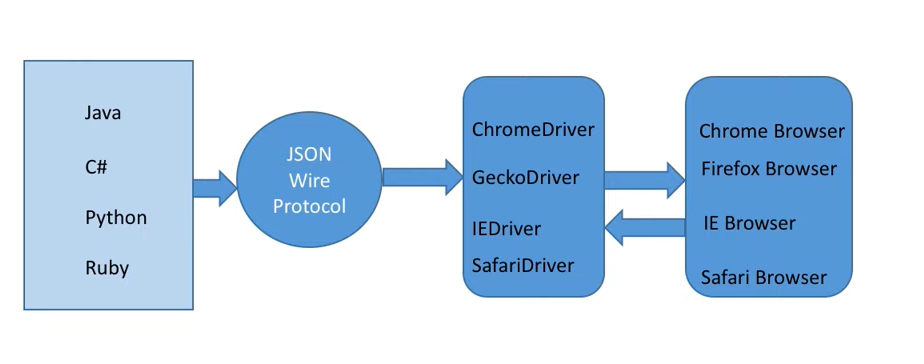 Java
C#
Python
Ruby
JSON
Wire
Protocol
ChromeDriver
GeckoDriver
IEDriver
SafariDriver
Chrome Browser
Firefox Browser
IE Browser
Safari Browser